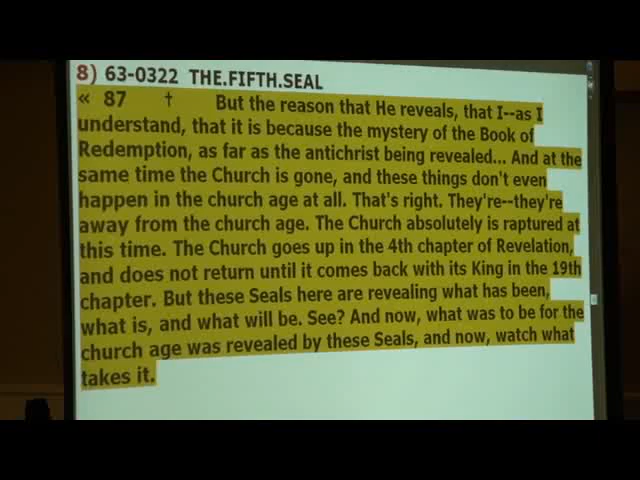 8) 63-0322 THE.FIFTH.SEAL
« 87 † But the reason that He reveals, that I--as I
understand, that it is because the mystery of the Book of
Redemption, as far as the antichrist being revealed... And at the
same time the Church is gone, and these things don't even
happen in the church age at all. That's right. They're--they're
away from the church age. The Church absolutely is raptured at
this time. The Church goes up in the 4th chapter of Revelation,
and does not return until it comes back with its King in the 19th
chapter. But these Seals here are revealing what has been,
what is, and what will be. See? And now, what was to be for the
church age was revealed by these Seals, and now, watch what
takes it.